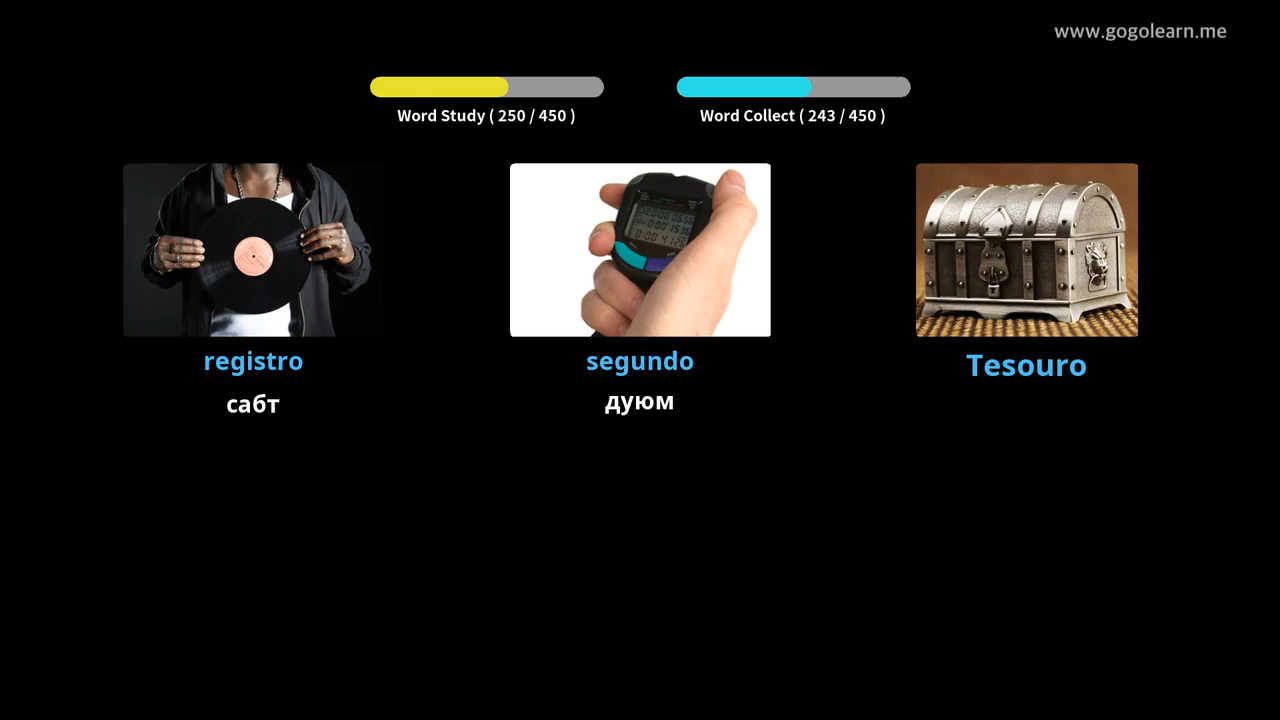 www.gogolearn.me
Word Study ( 250 / 450 )
Word Collect ( 243 / 450 )
registro
segundo
Tesouro
сабт
дуюм